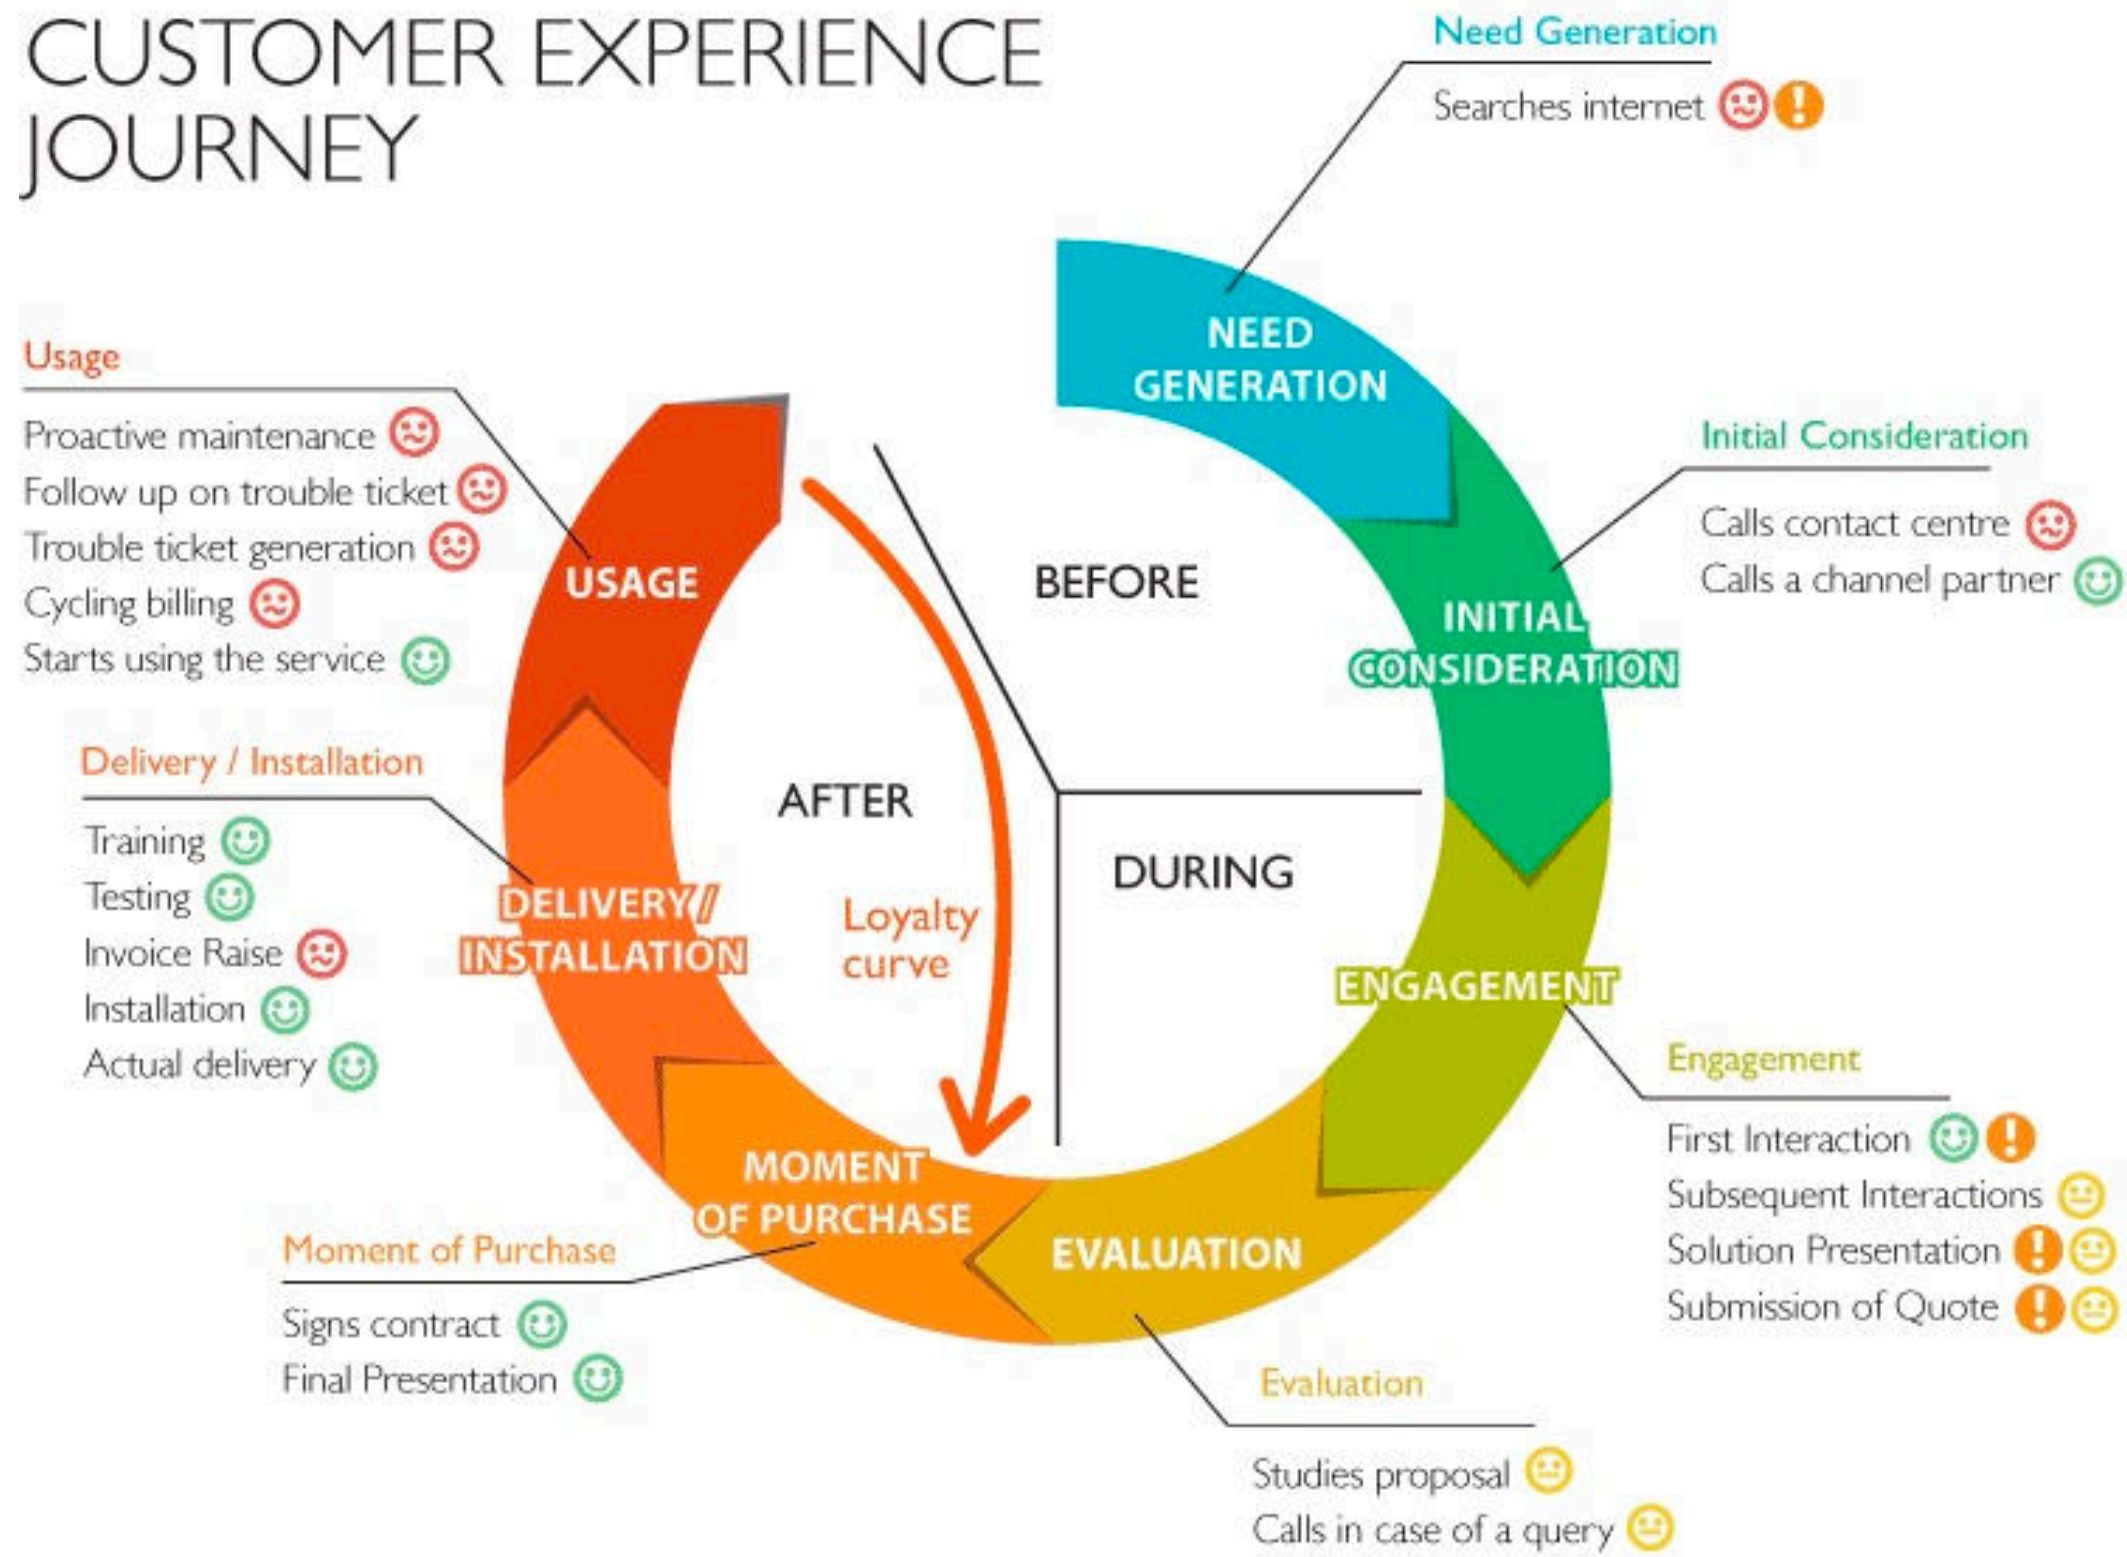 CUSTOMER EXPERIENCE
JOURNEY
Need Generation
Searches internet
NEED
GENERATION
Usage
Proactive maintenance
Follow up on trouble ticket
Trouble ticket generation
Cycling billing
Starts using the service
USAGE
Initial Consideration
Calls contact centre
Calls a channel partner
INITIAL
CONSIDERATION
BEFORE
AFTER
DURING
Loyalty
curve
Delivery / Installation
Training
Testing
Invoice Raise
Installation
Actual delivery
DELIVERY/
INSTALLATION
ENGAGEMENT
Engagement
First Interaction
Subsequent Interactions
Solution Presentation
Submission of Quote
MOMENT
OF PURCHASE
Moment of Purchase
Signs contract
Final Presentation
EVALUATION
Evaluation
Studies proposal
Calls in case of a query